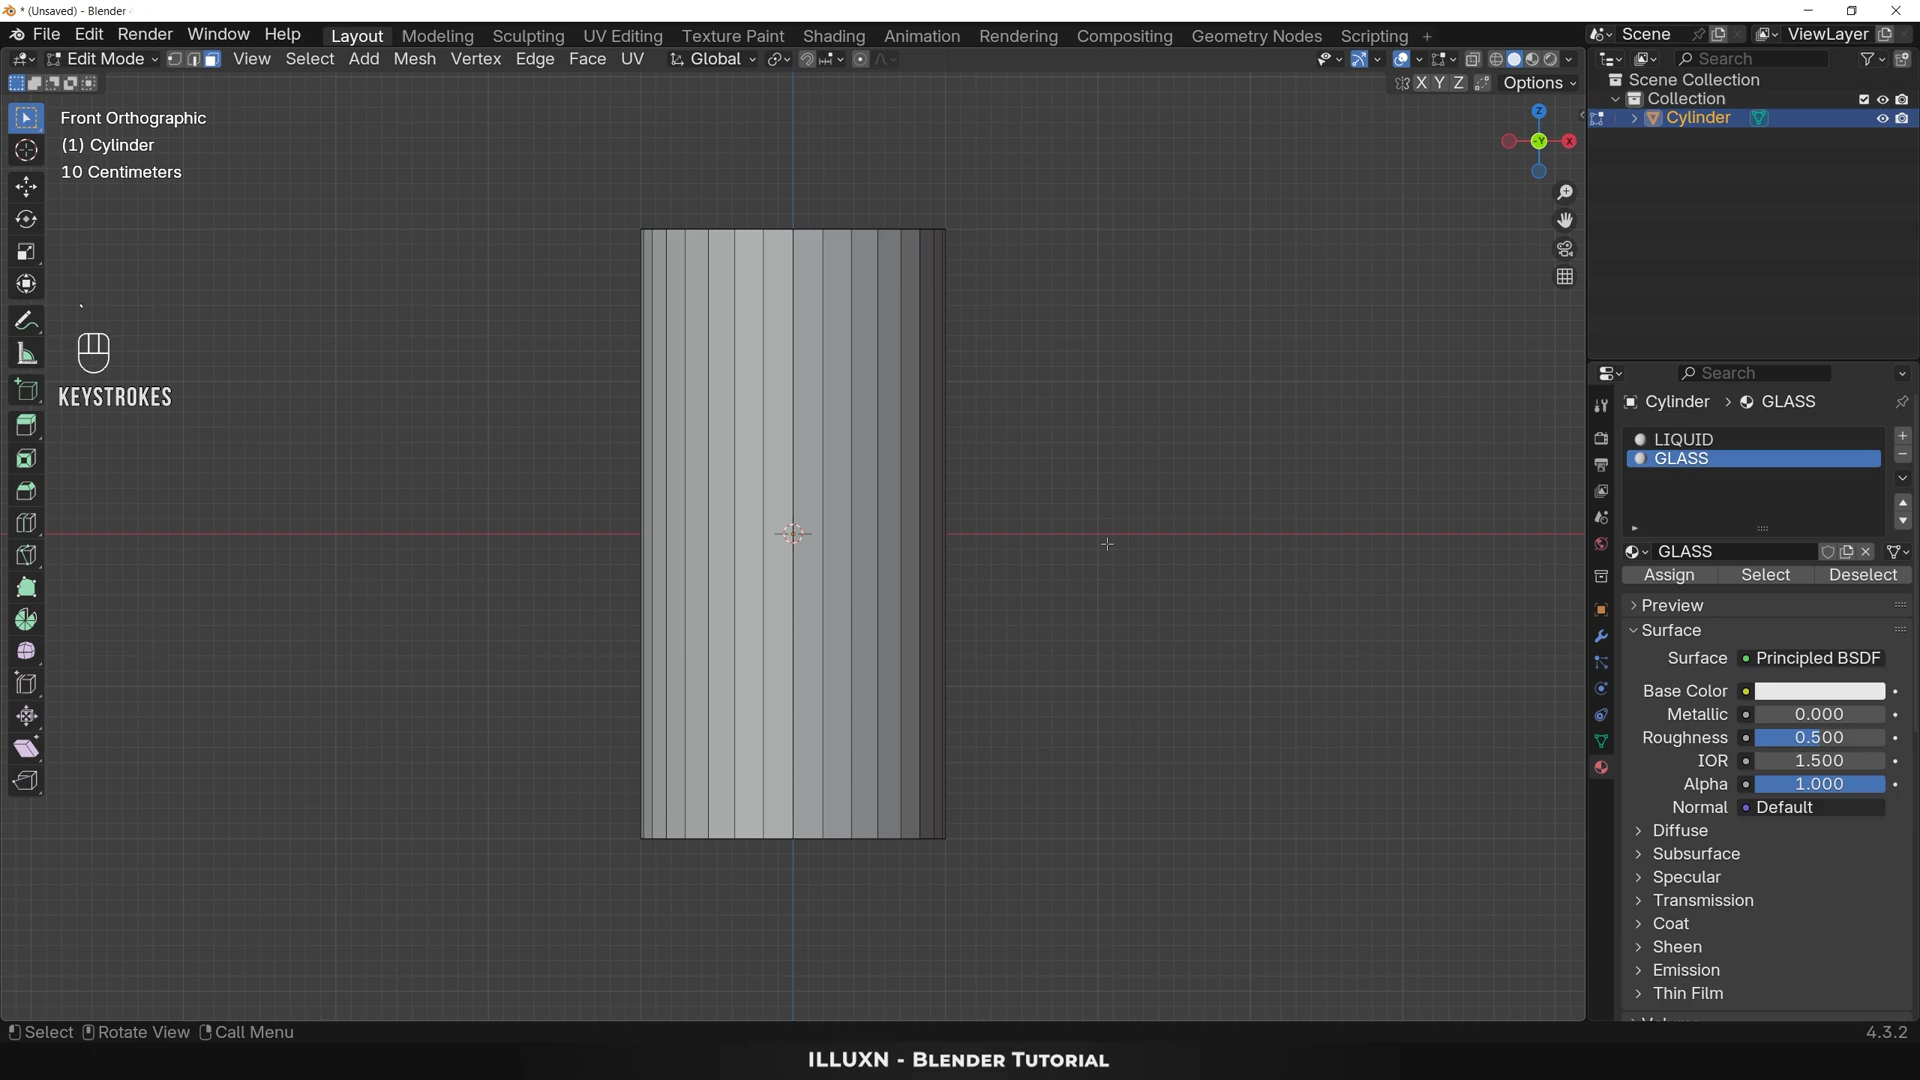 * (Unsaved) - Blender
File Edit Render Window Help Layout Modeling Sculpting UV Editing Texture Paint Shading Animation Rendering Compositing Geometry Nodes Scripting + Scene ViewLayer
Edit Mode View Select Add Mesh Vertex Edge Face UV Global Search
X Y Z Options
Scene Collection
Collection
Cylinder
Front Orthographic
(1) Cylinder
10 Centimeters
Z
-Y X
KEYSTROKES
Search
Cylinder > GLASS
LIQUID
GLASS
GLASS
Assign Select Deselect
Preview
Surface
Surface Principled BSDF
Base Color
Metallic 0.000
Roughness 0.500
IOR 1.500
Alpha 1.000
Normal Default
Diffuse
Subsurface
Specular
Transmission
Coat
Sheen
Emission
Thin Film
Select Rotate View Call Menu 4.3.2
ILLUXN - BLENDER TUTORIAL